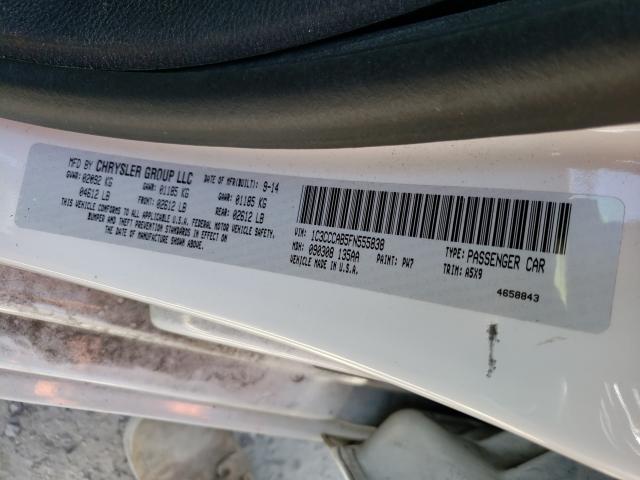 MFD BY CHRYSLER GROUP LLC DATE OF MFR(BUILT): 9-14
GVWR: 02092 KG GAWR: 01185 KG GAWR: 01185 KG
04612 LB FRONT: 02612 LB REAR: 02612 LB
THIS VEHICLE CONFORMS TO ALL APPLICABLE U.S.A. FEDERAL MOTOR VEHICLE SAFETY,
BUMPER AND THEFT PREVENTION STANDARDS IN EFFECT
ON THE DATE OF MANUFACTURE SHOWN ABOVE.
VIN: 1C3CCCAB5FN555838 TYPE: PASSENGER CAR
MDH: 090308 135AA PAINT: PW7 TRIM: A5X9
VEHICLE MADE IN U.S.A.
4658843